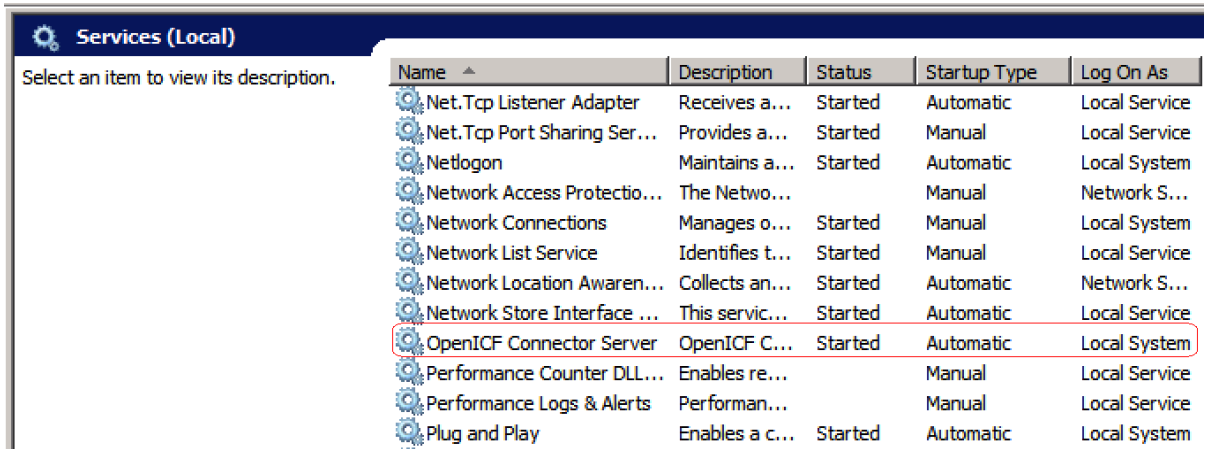 Services (Local)
Select an item to view its description.
Name Description Status Startup Type Log On As
Net.Tcp Listener Adapter Receives a... Started Automatic Local Service
Net.Tcp Port Sharing Ser... Provides a... Started Manual Local Service
Netlogon Maintains a... Started Automatic Local System
Network Access Protectio... The Netwo... Manual Network S...
Network Connections Manages o... Started Manual Local System
Network List Service Identifies t... Started Manual Local Service
Network Location Awaren... Collects an... Started Automatic Network S...
Network Store Interface ... This servic... Started Automatic Local Service
OpenICF Connector Server OpenICF C... Started Automatic Local System
Performance Counter DLL... Enables re... Manual Local Service
Performance Logs & Alerts Performan... Manual Local Service
Plug and Play Enables a c... Started Automatic Local System